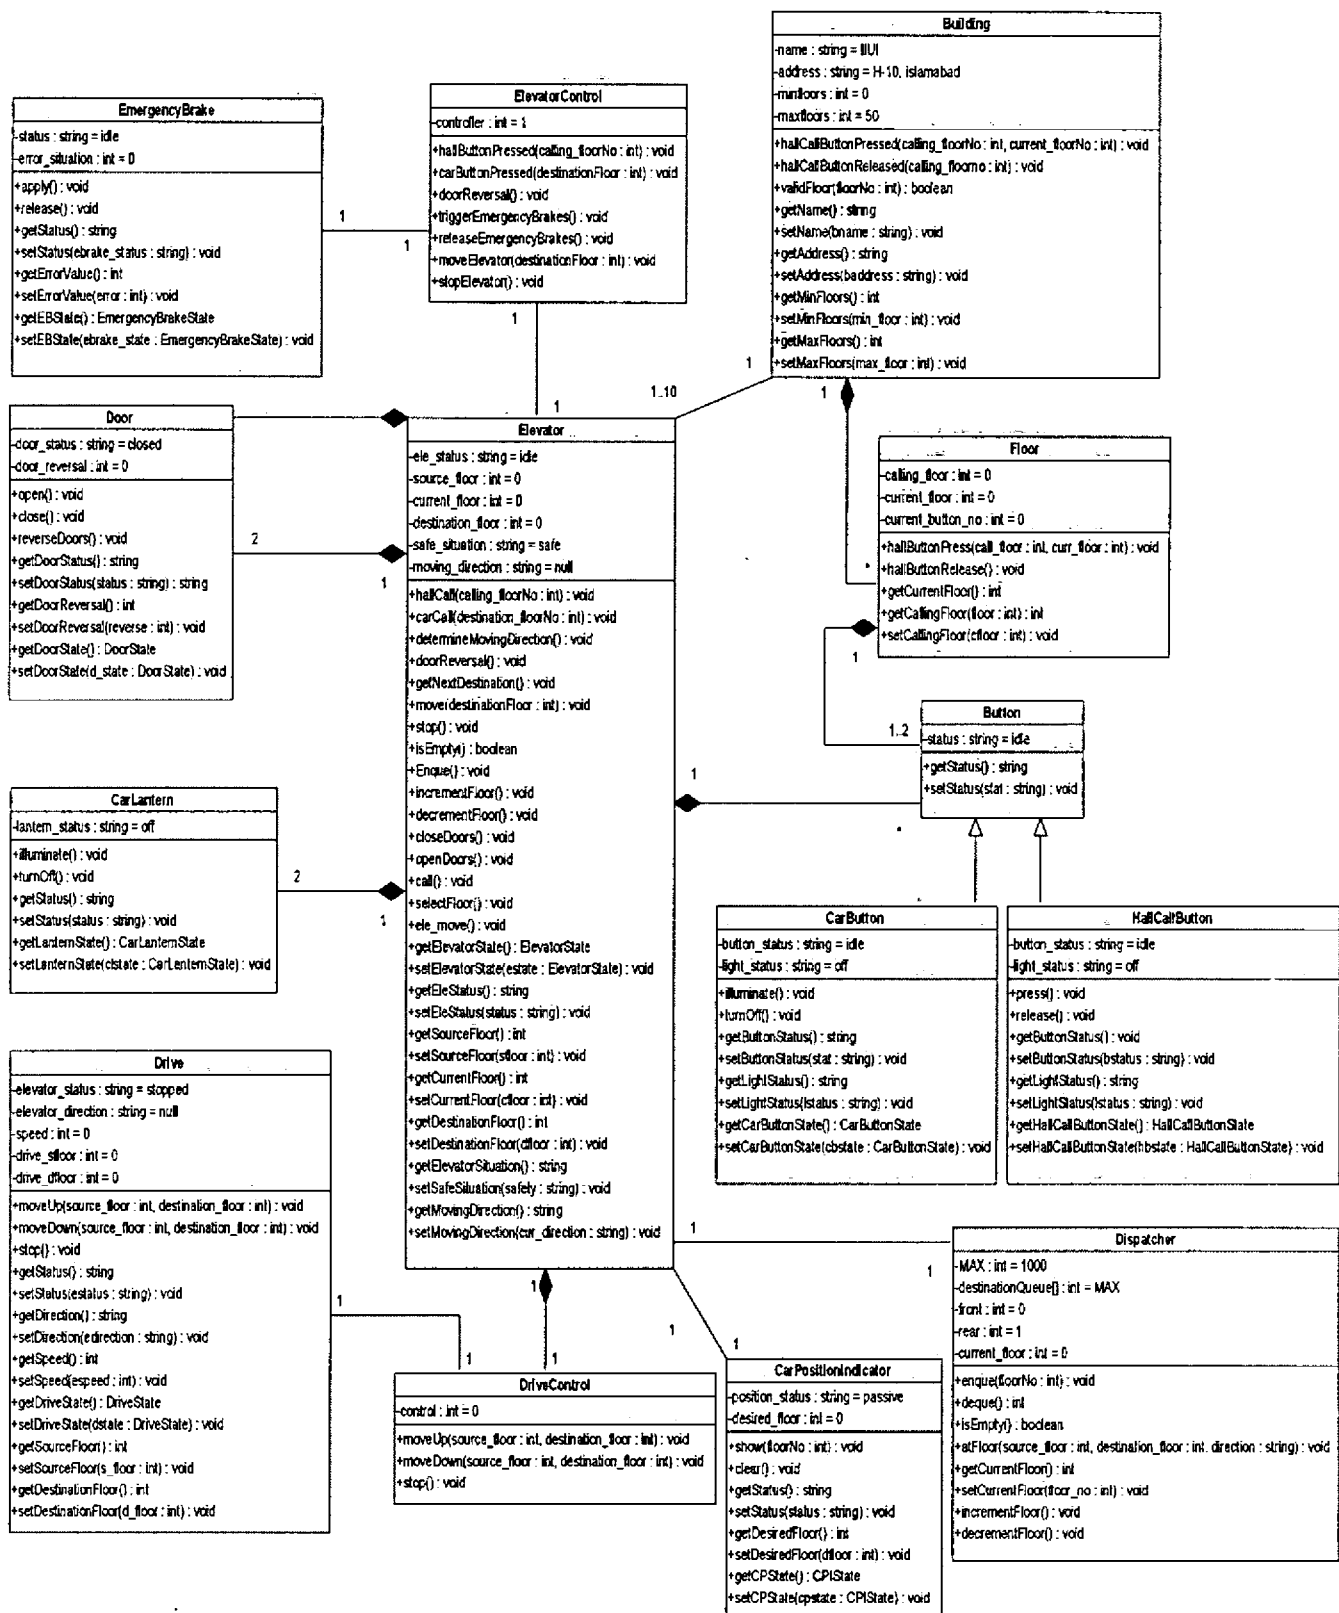 Building
-name : string = IIUI
-address : string = H-10, islamabad
-minfloors : int = 0
-maxfloors : int = 50
+hallCallButtonPressed(calling_floorNo : int, current_floorNo : int) : void
+hallCallButtonReleased(calling_floorno : int) : void
+validFloor(floorNo : int) : boolean
+getName() : string
+setName(bname : string) : void
+getAddress() : string
+setAddress(baddress : string) : void
+getMinFloors() : int
+setMinFloors(min_floor : int) : void
+getMaxFloors() : int
+setMaxFloors(max_floor : int) : void
ElevatorControl
-controller : int = 1
+hallButtonPressed(calling_floorNo : int) : void
+carButtonPressed(destinationFloor : int) : void
+doorReversal() : void
+triggerEmergencyBrakes() : void
+releaseEmergencyBrakes() : void
+moveElevator(destinationFloor : int) : void
+stopElevator() : void
EmergencyBrake
-status : string = idle
-error_situation : int = 0
+apply() : void
+release() : void
+getStatus() : string
+setStatus(ebrake_status : string) : void
+getErrorValue() : int
+setErrorValue(error : int) : void
+getEBState() : EmergencyBrakeState
+setEBState(ebrake_state : EmergencyBrakeState) : void
1
1
1
1
1..10
1
1
Door
-door_status : string = closed
-door_reversal : int = 0
+open() : void
+close() : void
+reverseDoors() : void
+getDoorStatus() : string
+setDoorStatus(status : string) : string
+getDoorReversal() : int
+setDoorReversal(reverse : int) : void
+getDoorState() : DoorState
+setDoorState(d_state : DoorState) : void
2
1
Elevator
-ele_status : string = idle
-source_floor : int = 0
-current_floor : int = 0
-destination_floor : int = 0
-safe_situation : string = safe
-moving_direction : string = null
+hallCall(calling_floorNo : int) : void
+carCall(destination_floorNo : int) : void
+determineMovingDirection() : void
+doorReversal() : void
+getNextDestination() : void
+move(destinationFloor : int) : void
+stop() : void
+isEmpty() : boolean
+Enque() : void
+incrementFloor() : void
+decrementFloor() : void
+closeDoors() : void
+openDoors() : void
+call() : void
+selectFloor() : void
+ele_move() : void
+getElevatorState() : ElevatorState
+setElevatorState(estate : ElevatorState) : void
+getEleStatus() : string
+setEleStatus(status : string) : void
+getSourceFloor() : int
+setSourceFloor(sfloor : int) : void
+getCurrentFloor() : int
+setCurrentFloor(cfloor : int) : void
+getDestinationFloor() : int
+setDestinationFloor(dfloor : int) : void
+getElevatorSituation() : string
+setSafeSituation(safety : string) : void
+getMovingDirection() : string
+setMovingDirection(cur_direction : string) : void
Floor
-calling_floor : int = 0
-current_floor : int = 0
-current_button_no : int = 0
+hallButtonPress(call_floor : int, curr_floor : int) : void
+hallButtonRelease() : void
+getCurrentFloor() : int
+getCallingFloor(floor : int) : int
+setCallingFloor(cfloor : int) : void
1
1..2
Button
-status : string = idle
+getStatus() : string
+setStatus(stat : string) : void
1
CarLantern
-lantern_status : string = off
+illuminate() : void
+turnOff() : void
+getStatus() : string
+setStatus(status : string) : void
+getLanternState() : CarLanternState
+setLanternState(clstate : CarLanternState) : void
2
1
CarButton
-button_status : string = idle
-light_status : string = off
+illuminate() : void
+turnOff() : void
+getButtonStatus() : string
+setButtonStatus(stat : string) : void
+getLightStatus() : string
+setLightStatus(lstatus : string) : void
+getCarButtonState() : CarButtonState
+setCarButtonState(cbstate : CarButtonState) : void
HallCallButton
-button_status : string = idle
-light_status : string = off
+press() : void
+release() : void
+getButtonStatus() : void
+setButtonStatus(bstatus : string) : void
+getLightStatus() : string
+setLightStatus(lstatus : string) : void
+getHallCallButtonState() : HallCallButtonState
+setHallCallButtonState(hbstate : HallCallButtonState) : void
Drive
-elevator_status : string = stopped
-elevator_direction : string = null
-speed : int = 0
-drive_sfloor : int = 0
-drive_dfloor : int = 0
+moveUp(source_floor : int, destination_floor : int) : void
+moveDown(source_floor : int, destination_floor : int) : void
+stop() : void
+getStatus() : string
+setStatus(estatus : string) : void
+getDirection() : string
+setDirection(edirection : string) : void
+getSpeed() : int
+setSpeed(espeed : int) : void
+getDriveState() : DriveState
+setDriveState(dstate : DriveState) : void
+getSourceFloor() : int
+setSourceFloor(s_floor : int) : void
+getDestinationFloor() : int
+setDestinationFloor(d_floor : int) : void
1
1
1
1
DriveControl
-control : int = 0
+moveUp(source_floor : int, destination_floor : int) : void
+moveDown(source_floor : int, destination_floor : int) : void
+stop() : void
1
1
CarPositionIndicator
-position_status : string = passive
-desired_floor : int = 0
+show(floorNo : int) : void
+clear() : void
+getStatus() : string
+setStatus(status : string) : void
+getDesiredFloor() : int
+setDesiredFloor(dfloor : int) : void
+getCPState() : CPIState
+setCPState(cpstate : CPIState) : void
1
1
Dispatcher
-MAX : int = 1000
-destinationQueue[] : int = MAX
-front : int = 0
-rear : int = 1
-current_floor : int = 0
+enque(floorNo : int) : void
+deque() : int
+isEmpty() : boolean
+atFloor(source_floor : int, destination_floor : int, direction : string) : void
+getCurrentFloor() : int
+setCurrentFloor(floor_no : int) : void
+incrementFloor() : void
+decrementFloor() : void